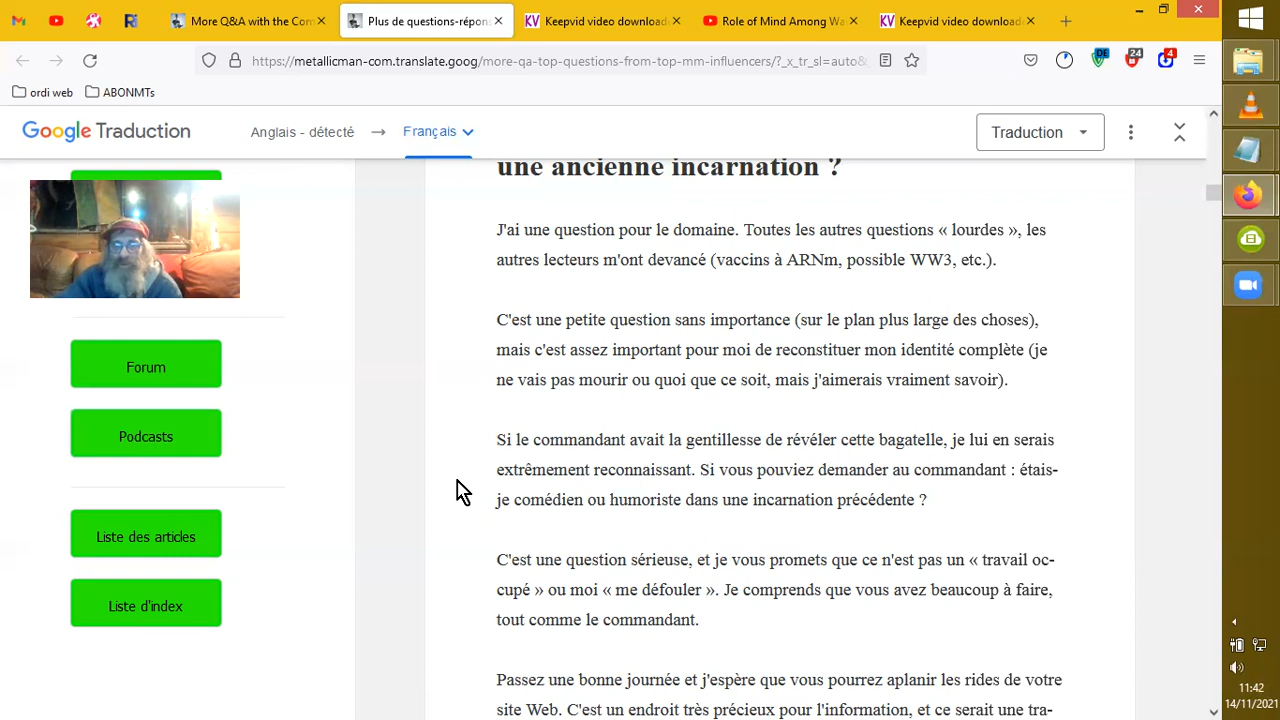 More Q&A with the Com
Plus de questions-répon
Keepvid video download
Role of Mind Among Wa
Keepvid video download
https://metallicman-com.translate.goog/more-qa-
ordi web
ABONMTs
DE
24
4
Google Traduction
Anglais - détecté
Français
Traduction
une ancienne incarnation ?
J'ai une question pour le domaine. Toutes les autres questions « lourdes », les
autres lecteurs m'ont devancé (vaccins à ARNm, possible WW3, etc.).
C'est une petite question sans importance (sur le plan plus large des choses),
mais c'est assez important pour moi de reconstituer mon identité complète (je
ne vais pas mourir ou quoi que ce soit, mais j'aimerais vraiment savoir).
Si le commandant avait la gentillesse de révéler cette bagatelle, je lui en serais
extrêmement reconnaissant. Si vous pouviez demander au commandant : étais-
je comédien ou humoriste dans une incarnation précédente ?
C'est une question sérieuse, et je vous promets que ce n'est pas un « travail oc-
cupé » ou moi « me défouler ». Je comprends que vous avez beaucoup à faire,
tout comme le commandant.
Passez une bonne journée et j'espère que vous pourrez aplanir les rides de votre
site Web. C'est un endroit très précieux pour l'information, et ce serait une tra-
Forum
Podcasts
Liste des articles
Liste d'index
11:42
14/11/2021